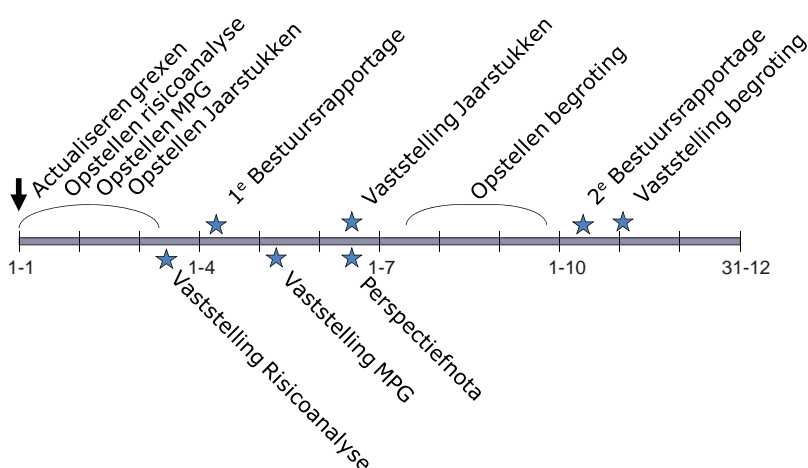 Actualiseren grexen
Opstellen risicoanalyse
Opstellen MPG
Opstellen Jaarstukken
1e Bestuursrapportage
Vaststelling Jaarstukken
Opstellen begroting
2e Bestuursrapportage
Vaststelling begroting
1-1
1-4
1-7
1-10
31-12
Vaststelling Risicoanalyse
Vaststelling MPG
Perspectiefnota